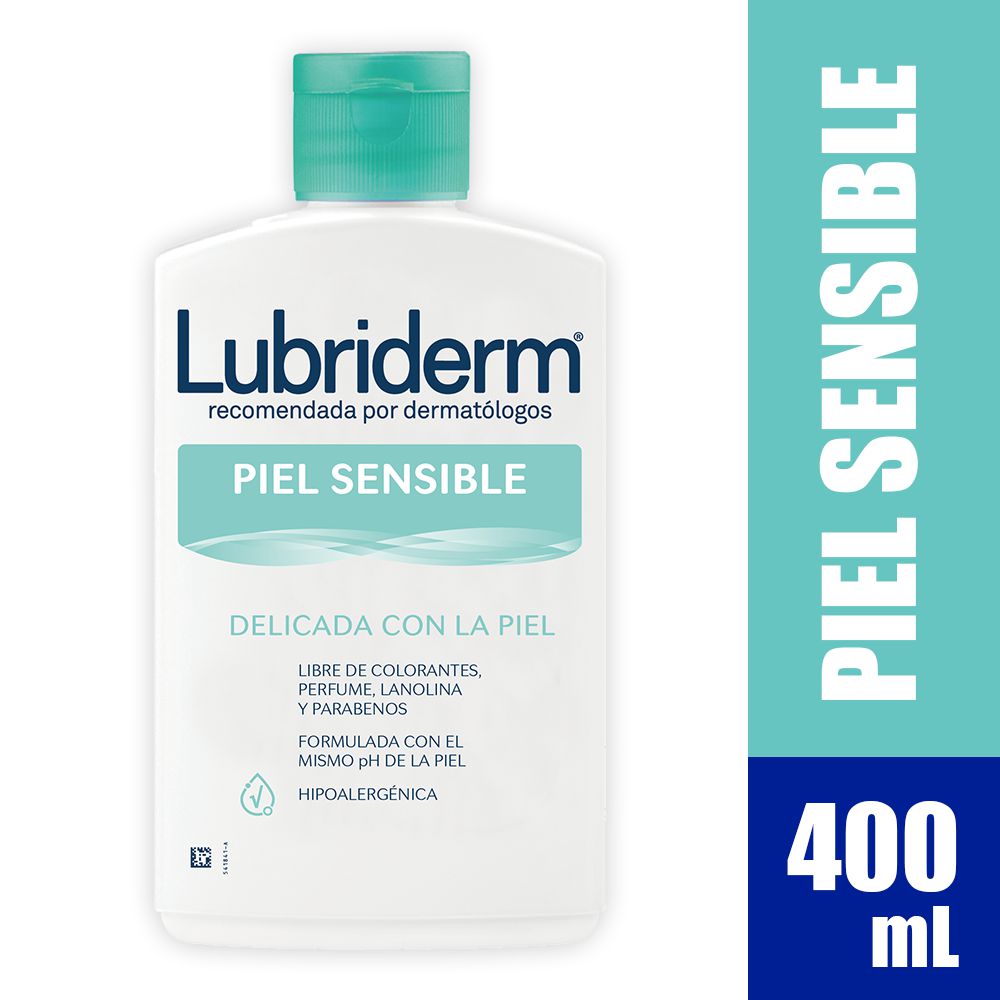 Lubriderm®
recomendada por dermatólogos
PIEL SENSIBLE
DELICADA CON LA PIEL
LIBRE DE COLORANTES,
PERFUME, LANOLINA
Y PARABENOS
FORMULADA CON EL
MISMO pH DE LA PIEL
HIPOALERGÉNICA
541841-A
PIEL SENSIBLE
400
mL